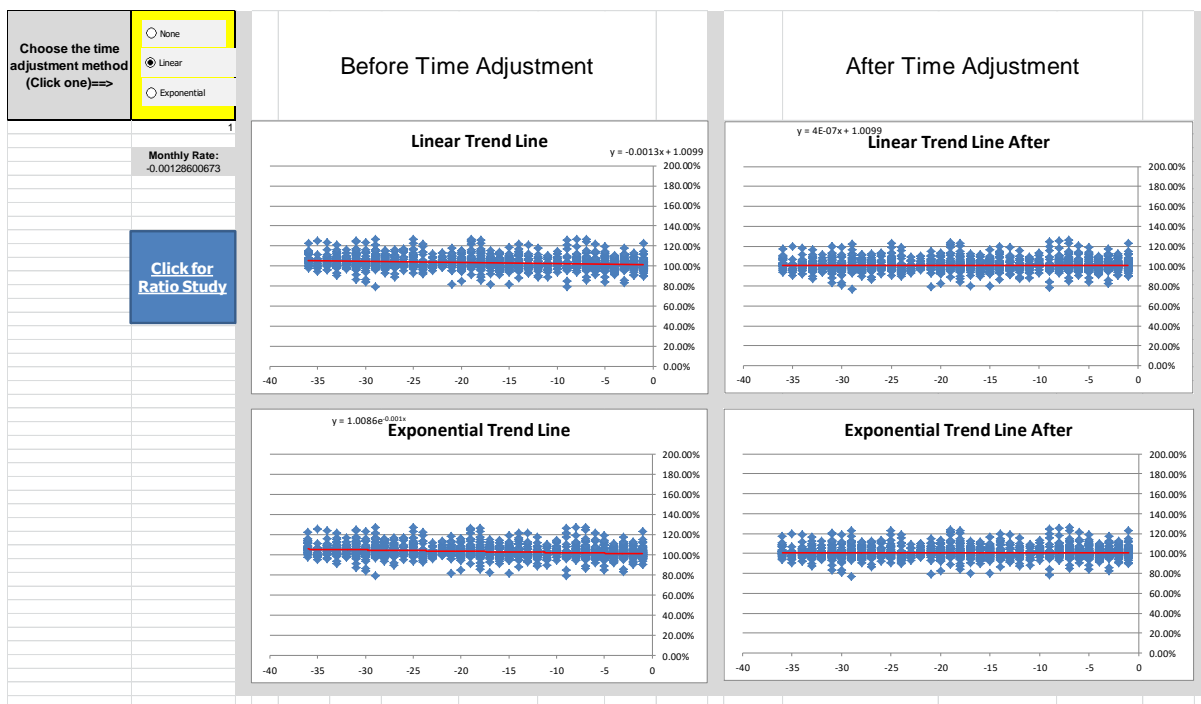 Choose the time
adjustment method
(Click one)==>
None
Linear
Exponential
1
Monthly Rate:
-0.00128600673
Click for
Ratio Study
Before Time Adjustment
After Time Adjustment
Linear Trend Line
y = -0.0013x + 1.0099
200.00%
180.00%
160.00%
140.00%
120.00%
100.00%
80.00%
60.00%
40.00%
20.00%
0.00%
-40 -35 -30 -25 -20 -15 -10 -5 0
y = 4E-07x + 1.0099
Linear Trend Line After
200.00%
180.00%
160.00%
140.00%
120.00%
100.00%
80.00%
60.00%
40.00%
20.00%
0.00%
-40 -35 -30 -25 -20 -15 -10 -5 0
y = 1.0086e-0.001x
Exponential Trend Line
200.00%
180.00%
160.00%
140.00%
120.00%
100.00%
80.00%
60.00%
40.00%
20.00%
0.00%
-40 -35 -30 -25 -20 -15 -10 -5 0
Exponential Trend Line After
200.00%
180.00%
160.00%
140.00%
120.00%
100.00%
80.00%
60.00%
40.00%
20.00%
0.00%
-40 -35 -30 -25 -20 -15 -10 -5 0